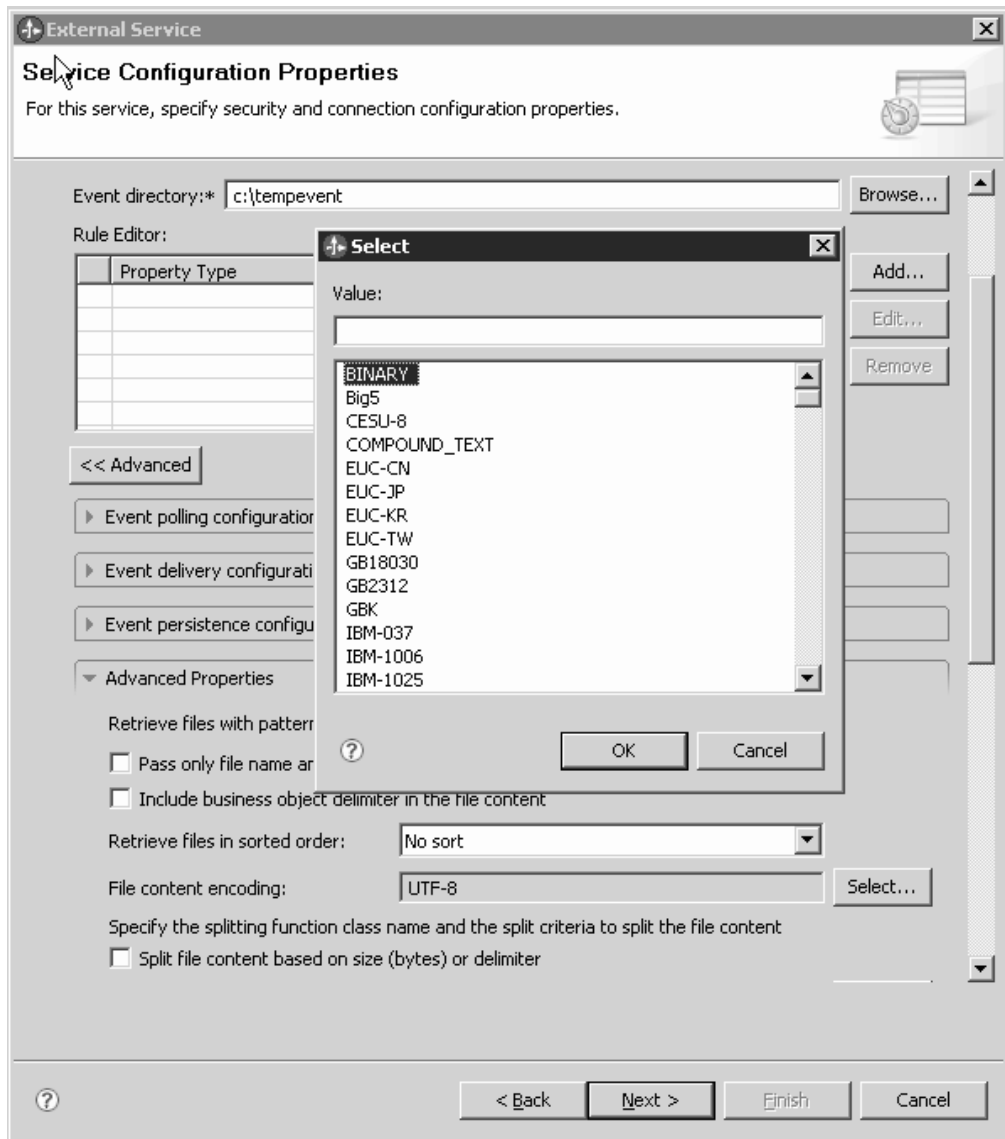 External Service
Service Configuration Properties
For this service, specify security and connection configuration properties.
Event directory:* c:\tempevent Browse...
Rule Editor:
Property Type
Add...
Edit...
Remove
Select
Value:
BINARY
Big5
CESU-8
COMPOUND_TEXT
EUC-CN
EUC-JP
EUC-KR
EUC-TW
GB18030
GB2312
GBK
IBM-037
IBM-1006
IBM-1025
OK Cancel
<< Advanced
Event polling configuration
Event delivery configurati
Event persistence configu
Advanced Properties
Retrieve files with pattern
Pass only file name an
Include business object delimiter in the file content
Retrieve files in sorted order: No sort
File content encoding: UTF-8 Select...
Specify the splitting function class name and the split criteria to split the file content
Split file content based on size (bytes) or delimiter
< Back Next > Finish Cancel